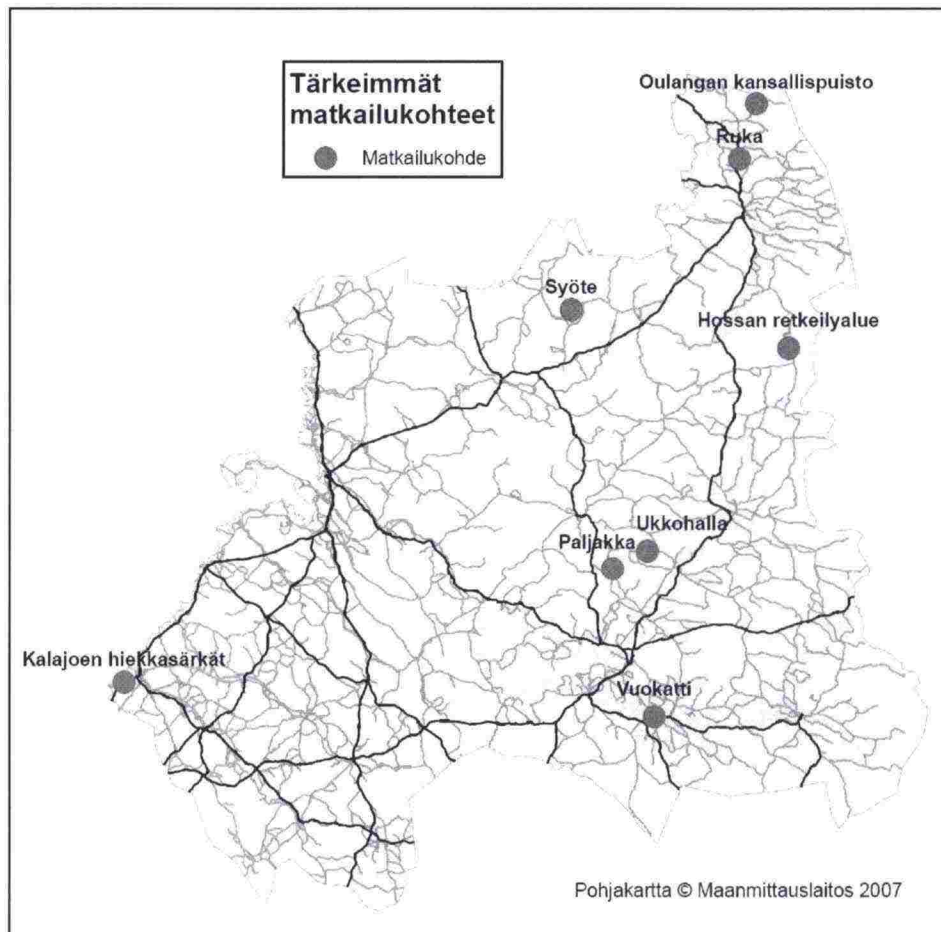 Tärkeimmät
matkailukohteet
Matkailukohde
Oulangan kansallispuisto
Ruka
Syöte
Hossan retkeilyalue
Ukkohalla
Paljakka
Kalajoen hiekkasärkät
Vuokatti
Pohjakartta © Maanmittauslaitos 2007